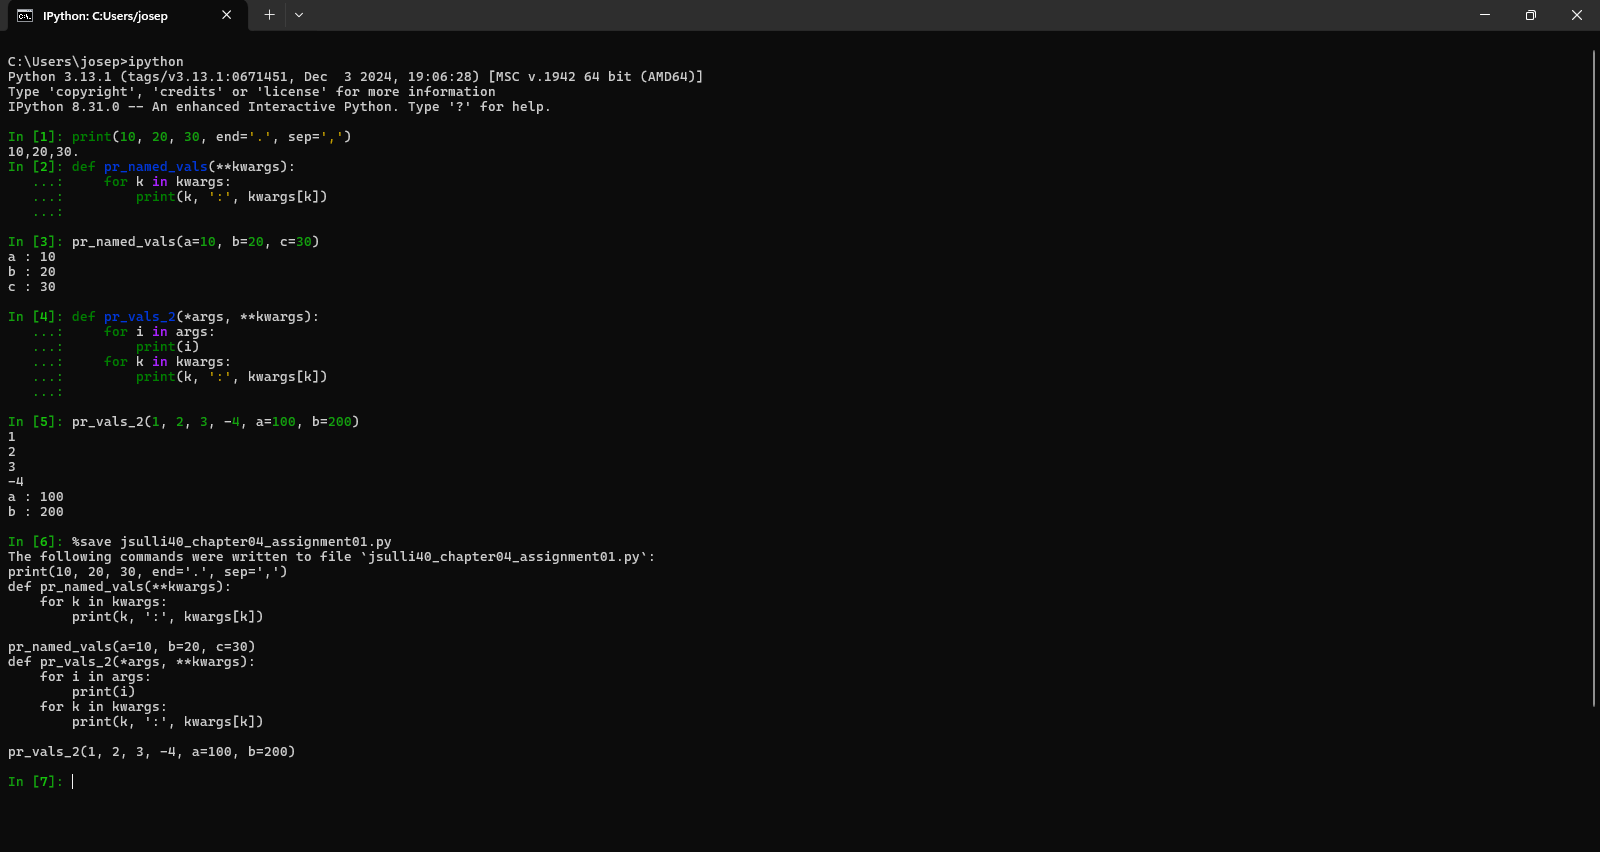 IPython: C:Users/josep
C:\Users\josep>ipython
Python 3.13.1 (tags/v3.13.1:0671451, Dec  3 2024, 19:06:28) [MSC v.1942 64 bit (AMD64)]
Type 'copyright', 'credits' or 'license' for more information
IPython 8.31.0 -- An enhanced Interactive Python. Type '?' for help.

In [1]: print(10, 20, 30, end='.', sep=',')
10,20,30.
In [2]: def pr_named_vals(**kwargs):
   ...:     for k in kwargs:
   ...:         print(k, ':', kwargs[k])
   ...:

In [3]: pr_named_vals(a=10, b=20, c=30)
a : 10
b : 20
c : 30

In [4]: def pr_vals_2(*args, **kwargs):
   ...:     for i in args:
   ...:         print(i)
   ...:     for k in kwargs:
   ...:         print(k, ':', kwargs[k])
   ...:

In [5]: pr_vals_2(1, 2, 3, -4, a=100, b=200)
1
2
3
-4
a : 100
b : 200

In [6]: %save jsulli40_chapter04_assignment01.py
The following commands were written to file `jsulli40_chapter04_assignment01.py`:
print(10, 20, 30, end='.', sep=',')
def pr_named_vals(**kwargs):
    for k in kwargs:
        print(k, ':', kwargs[k])

pr_named_vals(a=10, b=20, c=30)
def pr_vals_2(*args, **kwargs):
    for i in args:
        print(i)
    for k in kwargs:
        print(k, ':', kwargs[k])

pr_vals_2(1, 2, 3, -4, a=100, b=200)

In [7]: